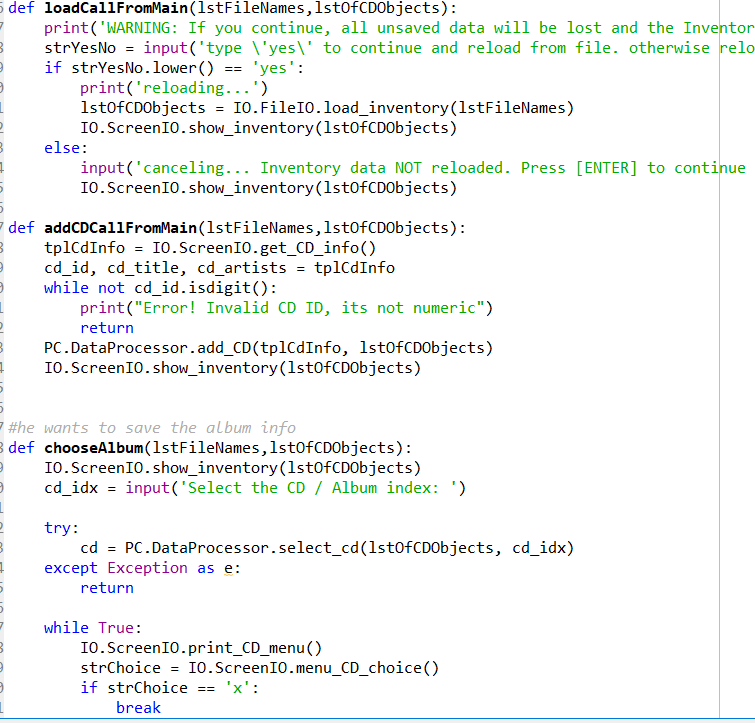 def loadCallFromMain(lstFileNames,lstOfCDObjects):
    print('WARNING: If you continue, all unsaved data will be lost and the Inventor
    strYesNo = input('type \'yes\' to continue and reload from file. otherwise relo
    if strYesNo.lower() == 'yes':
        print('reloading...')
        lstOfCDObjects = IO.FileIO.load_inventory(lstFileNames)
        IO.ScreenIO.show_inventory(lstOfCDObjects)
    else:
        input('canceling... Inventory data NOT reloaded. Press [ENTER] to continue
        IO.ScreenIO.show_inventory(lstOfCDObjects)

def addCDCallFromMain(lstFileNames,lstOfCDObjects):
    tplCdInfo = IO.ScreenIO.get_CD_info()
    cd_id, cd_title, cd_artists = tplCdInfo
    while not cd_id.isdigit():
        print("Error! Invalid CD ID, its not numeric")
        return
    PC.DataProcessor.add_CD(tplCdInfo, lstOfCDObjects)
    IO.ScreenIO.show_inventory(lstOfCDObjects)

#he wants to save the album info
def chooseAlbum(lstFileNames,lstOfCDObjects):
    IO.ScreenIO.show_inventory(lstOfCDObjects)
    cd_idx = input('Select the CD / Album index: ')

    try:
        cd = PC.DataProcessor.select_cd(lstOfCDObjects, cd_idx)
    except Exception as e:
        return

    while True:
        IO.ScreenIO.print_CD_menu()
        strChoice = IO.ScreenIO.menu_CD_choice()
        if strChoice == 'x':
            break